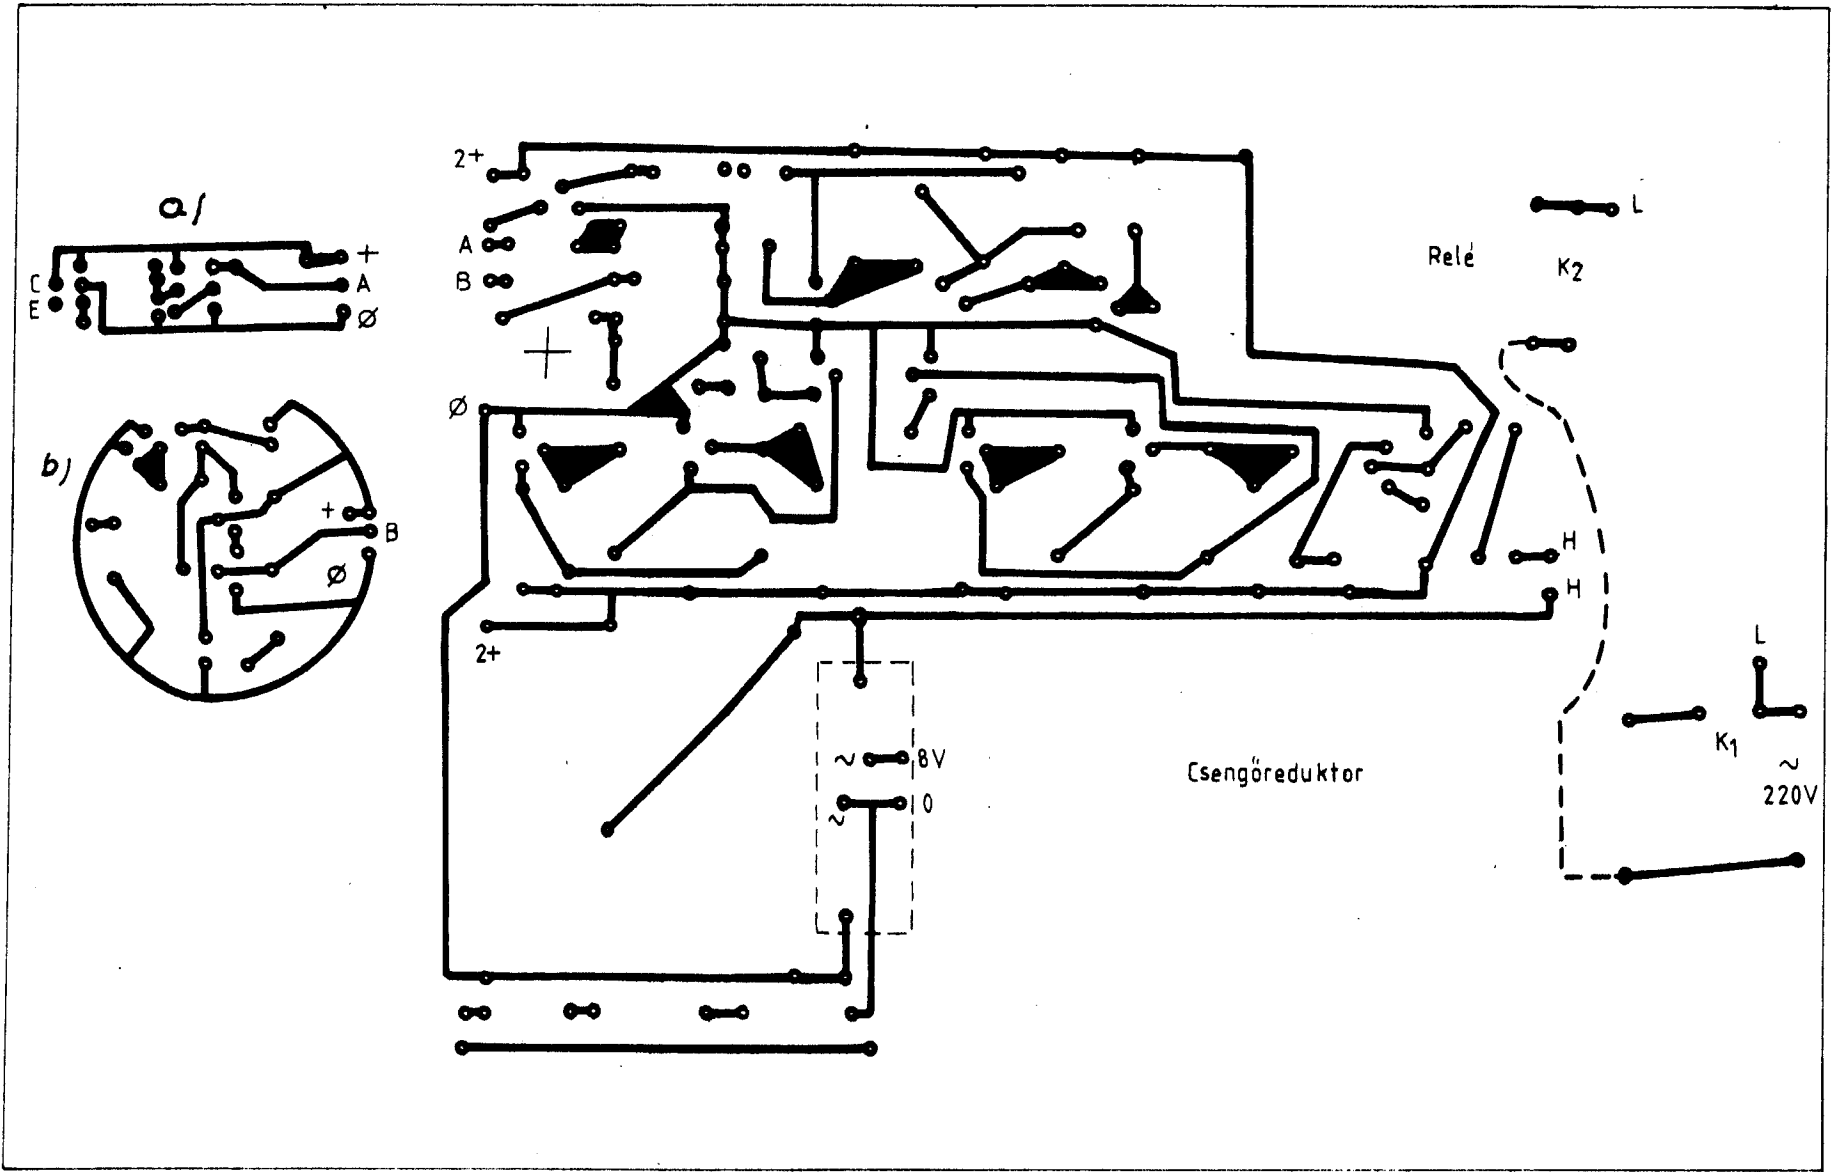 a/
+
C
A
E
Ø
b)
+
B
Ø
2+
A
B
Ø
2+
L
Relé
K2
H
H
L
K1
~
220V
~ 8V
~ 0
Csengőreduktor